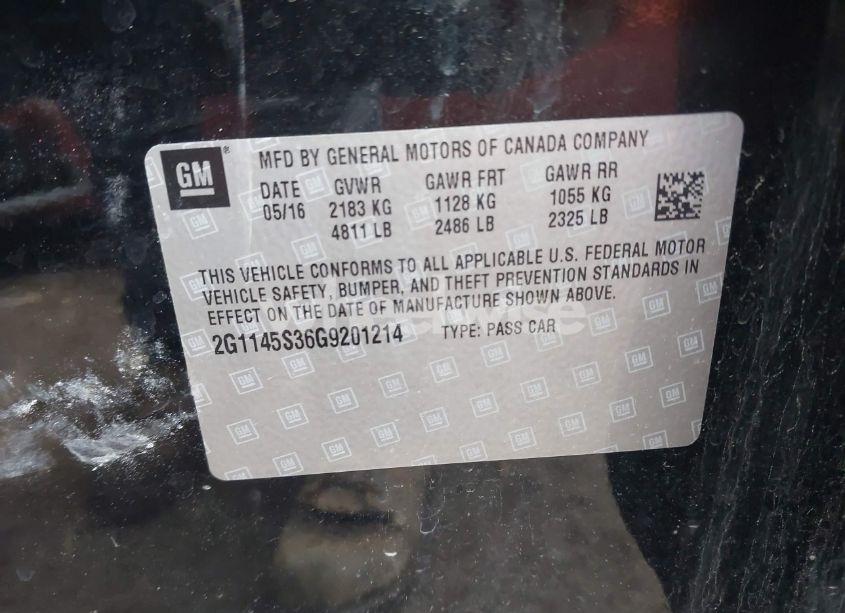 GM ® MFD BY GENERAL MOTORS OF CANADA COMPANY
DATE GVWR GAWR FRT GAWR RR
05/16 2183 KG 1128 KG 1055 KG
4811 LB 2486 LB 2325 LB
THIS VEHICLE CONFORMS TO ALL APPLICABLE U.S. FEDERAL MOTOR
VEHICLE SAFETY, BUMPER, AND THEFT PREVENTION STANDARDS IN
EFFECT ON THE DATE OF MANUFACTURE SHOWN ABOVE.
2G1145S36G9201214 TYPE: PASS CAR